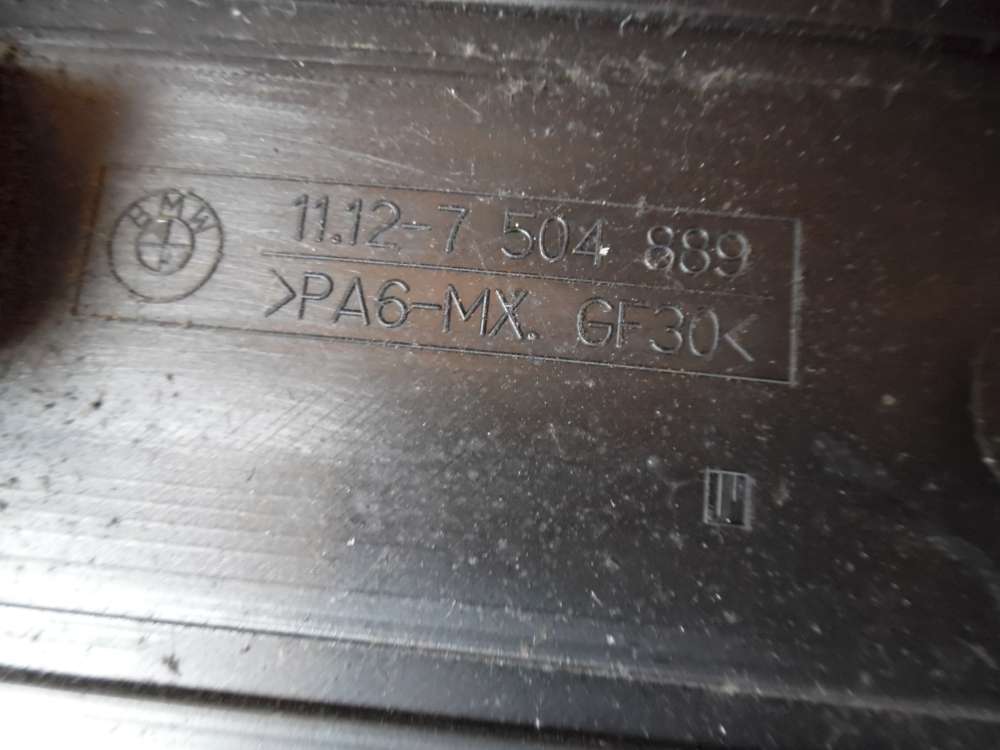 BMW
11.12-7 504 889
>PA6-MX. GF30<